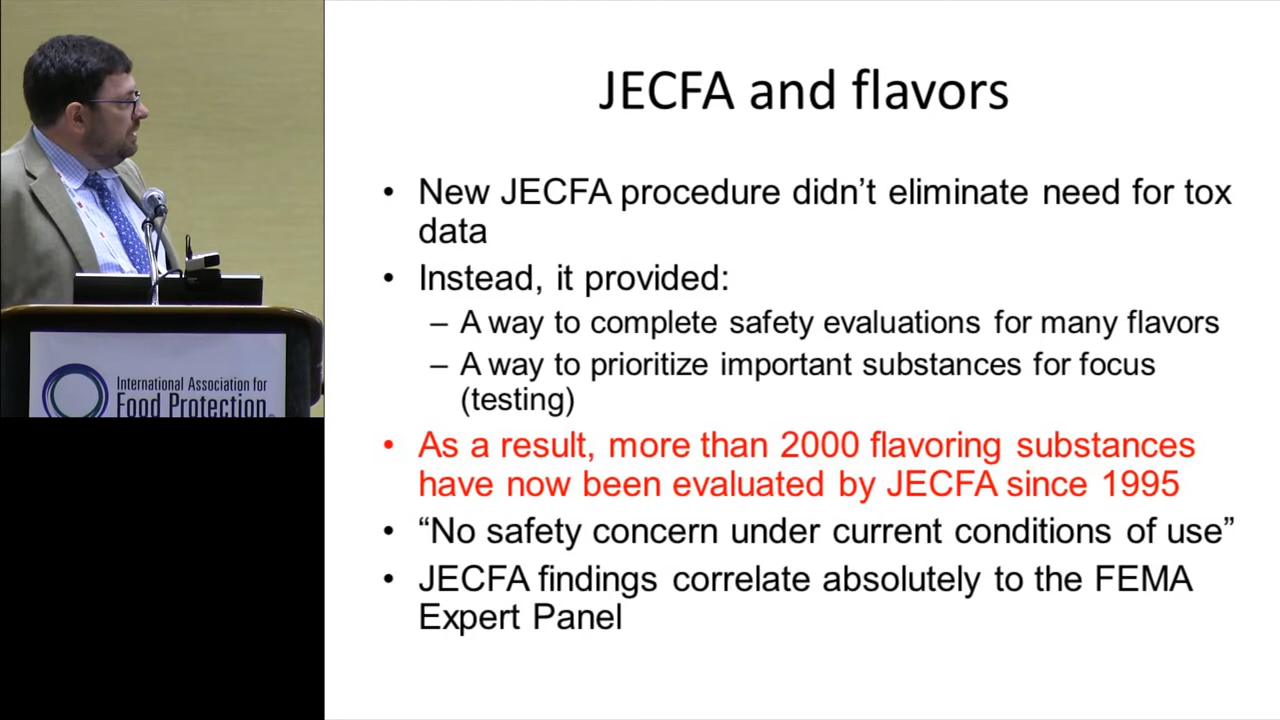 JECFA and flavors
• New JECFA procedure didn’t eliminate need for tox
data
• Instead, it provided:
– A way to complete safety evaluations for many flavors
– A way to prioritize important substances for focus
(testing)
• As a result, more than 2000 flavoring substances
have now been evaluated by JECFA since 1995
• “No safety concern under current conditions of use”
• JECFA findings correlate absolutely to the FEMA
Expert Panel
International Association for
Food Protection